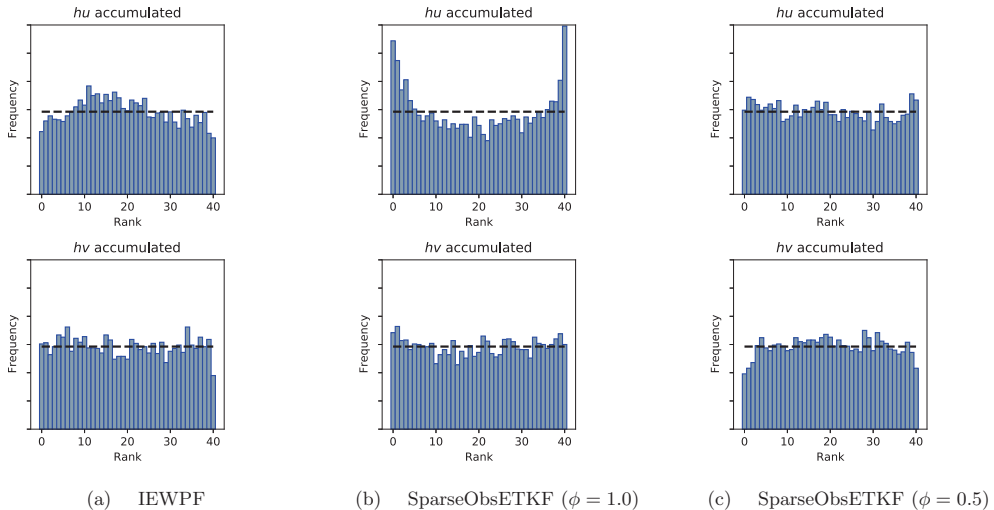 hu accumulated
hu accumulated
hu accumulated
Frequency
Frequency
Frequency
0 10 20 30 40
0 10 20 30 40
0 10 20 30 40
Rank
Rank
Rank
hv accumulated
hv accumulated
hv accumulated
Frequency
Frequency
Frequency
0 10 20 30 40
0 10 20 30 40
0 10 20 30 40
Rank
Rank
Rank
(a) IEWPF
(b) SparseObsETKF (ϕ = 1.0)
(c) SparseObsETKF (ϕ = 0.5)